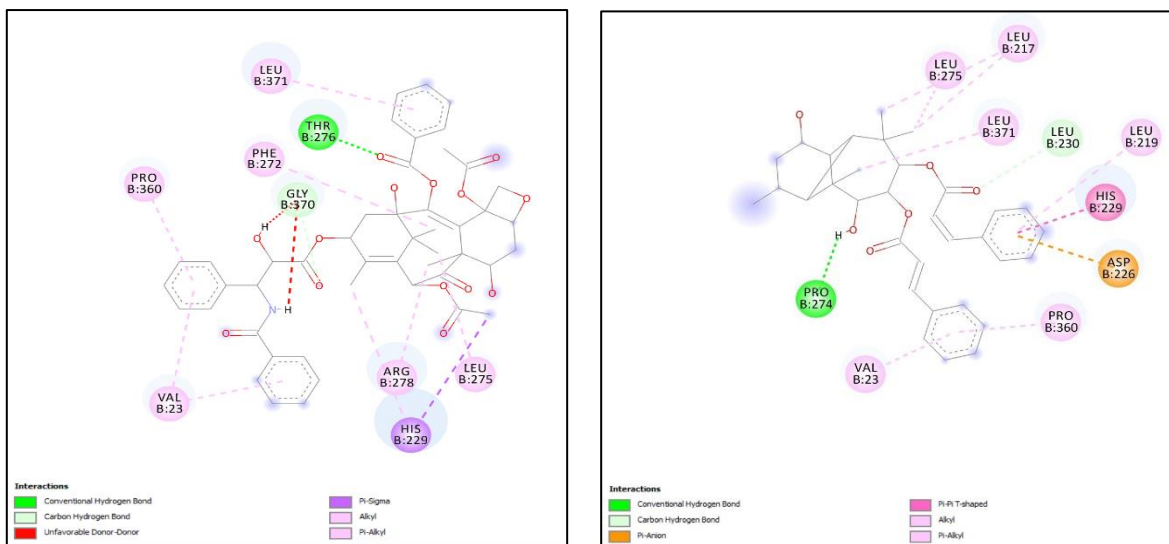 LEU
B:371
THR
B:276
PHE
B:272
PRO
B:360
GLY
B:370
H
H
N
H
VAL
B:23
ARG
B:278
LEU
B:275
HIS
B:229
Interactions
Conventional Hydrogen Bond
Carbon Hydrogen Bond
Unfavorable Donor-Donor
Pi-Sigma
Alkyl
Pi-Alkyl
LEU
B:217
LEU
B:275
LEU
B:371
LEU
B:230
LEU
B:219
HIS
B:229
ASP
B:226
H
PRO
B:274
PRO
B:360
VAL
B:23
Interactions
Conventional Hydrogen Bond
Carbon Hydrogen Bond
Pi-Anion
Pi-Pi T-shaped
Alkyl
Pi-Alkyl